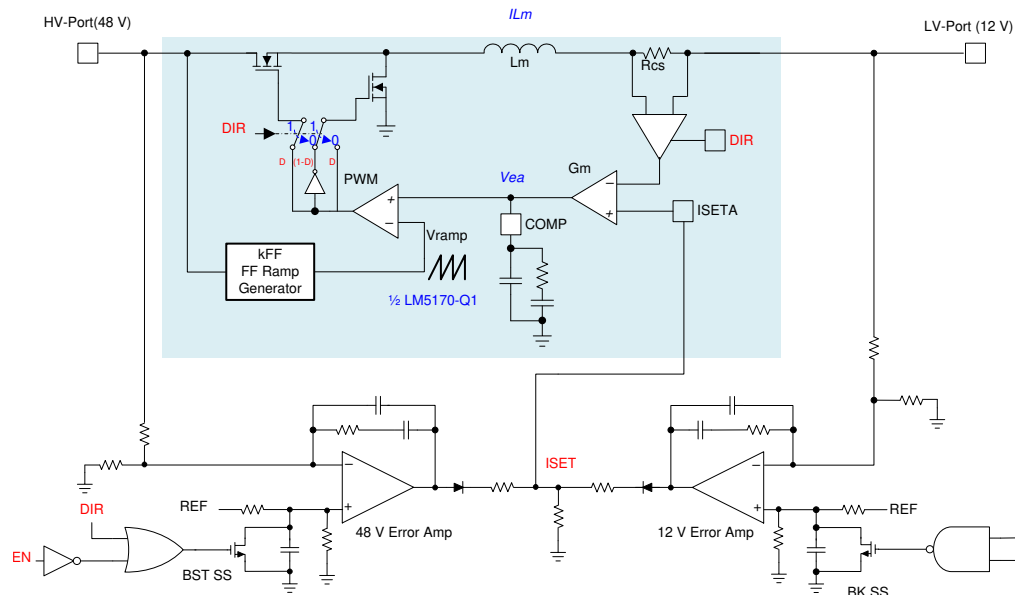 ILm
HV-Port(48 V)
LV-Port (12 V)
Lm
Rcs
DIR
1
1
0
0
D
(1-D)
D
DIR
PWM
Vea
Gm
+
−
−
+
COMP
ISETA
Vramp
kFF
FF Ramp
Generator
½ LM5170-Q1
ISET
−
+
48 V Error Amp
−
+
12 V Error Amp
REF
REF
DIR
EN
BST SS
BK SS